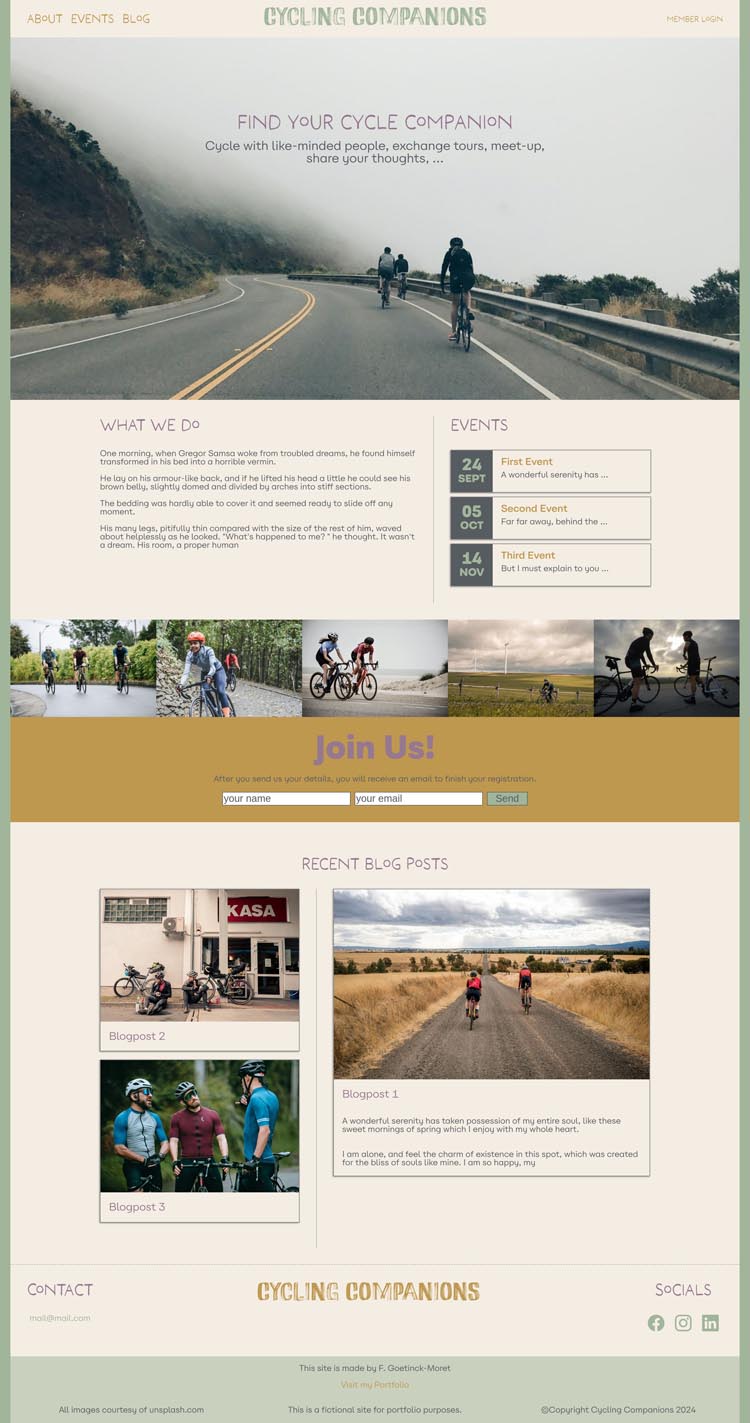 ABOUT EVENTS BLOG
CYCLING COMPANIONS
MEMBER LOGIN
FIND YOUR CYCLE COMPANION
Cycle with like-minded people, exchange tours, meet-up,
share your thoughts, ...
WHAT WE DO
One morning, when Gregor Samsa woke from troubled dreams, he found himself
transformed in his bed into a horrible vermin.
He lay on his armour-like back, and if he lifted his head a little he could see his
brown belly, slightly domed and divided by arches into stiff sections.
The bedding was hardly able to cover it and seemed ready to slide off any
moment.
His many legs, pitifully thin compared with the size of the rest of him, waved
about helplessly as he looked. "What's happened to me? " he thought. It wasn't
a dream. His room, a proper human
EVENTS
24
SEPT
First Event
A wonderful serenity has ...
05
OCT
Second Event
Far far away, behind the ...
14
NOV
Third Event
But I must explain to you ...
Join Us!
After you send us your details, you will receive an email to finish your registration.
your name
your email
Send
RECENT BLOG POSTS
KASA
Blogpost 2
Blogpost 3
Blogpost 1
A wonderful serenity has taken possession of my entire soul, like these
sweet mornings of spring which I enjoy with my whole heart.
I am alone, and feel the charm of existence in this spot, which was created
for the bliss of souls like mine. I am so happy, my
CONTACT
mail@mail.com
CYCLING COMPANIONS
SOCIALS
This site is made by F. Goetinck-Moret
Visit my Portfolio
All images courtesy of unsplash.com
This is a fictional site for portfolio purposes.
©Copyright Cycling Companions 2024